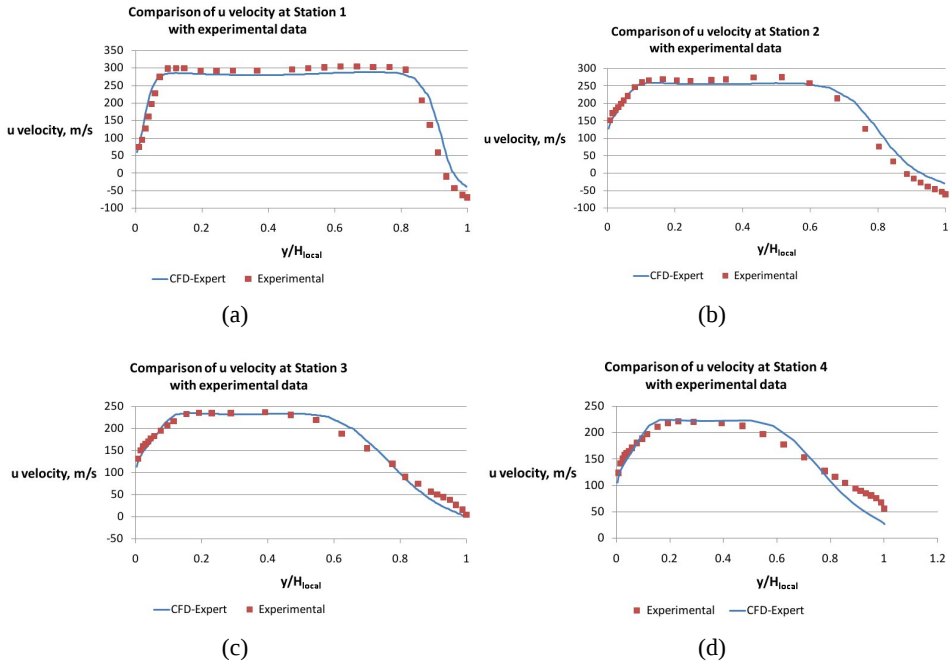 Comparison of u velocity at Station 1
with experimental data
350
300
250
200
150
100
50
0
-50
-100
u velocity, m/s
0 0.2 0.4 0.6 0.8 1
y/Hlocal
CFD-Expert Experimental
(a)
Comparison of u velocity at Station 2
with experimental data
300
250
200
150
100
50
0
-50
-100
u velocity, m/s
0 0.2 0.4 0.6 0.8 1
y/Hlocal
CFD-Expert Experimental
(b)
Comparison of u velocity at Station 3
with experimental data
250
200
150
100
50
0
-50
u velocity, m/s
0 0.2 0.4 0.6 0.8 1
y/Hlocal
CFD-Expert Experimental
(c)
Comparison of u velocity at Station 4
with experimental data
250
200
150
100
50
0
u velocity, m/s
0 0.2 0.4 0.6 0.8 1 1.2
y/Hlocal
Experimental CFD-Expert
(d)